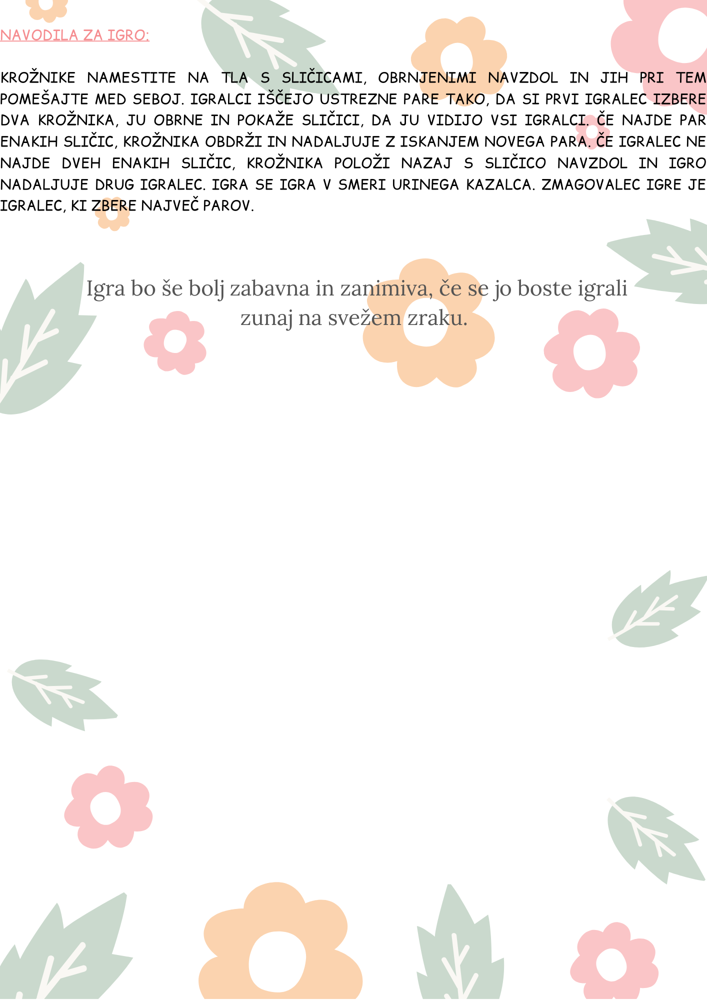 NAVODILA ZA IGRO:
KROŽNIKE NAMESTITE NA TLA S SLIČICAMI, OBRNJENIMI NAVZDOL IN JIH PRI TEM
POMEŠAJTE MED SEBOJ. IGRALCI IŠČEJO USTREZNE PARE TAKO, DA SI PRVI IGRALEC IZBERE
DVA KROŽNIKA, JU OBRNE IN POKAŽE SLIČICI, DA JU VIDIJO VSI IGRALCI. ČE NAJDE PAR
ENAKIH SLIČIC, KROŽNIKA OBDRŽI IN NADALJUJE Z ISKANJEM NOVEGA PARA. ČE IGRALEC NE
NAJDE DVEH ENAKIH SLIČIC, KROŽNIKA POLOŽI NAZAJ S SLIČICO NAVZDOL IN IGRO
NADALJUJE DRUG IGRALEC. IGRA SE IGRA V SMERI URINEGA KAZALCA. ZMAGOVALEC IGRE JE
IGRALEC, KI ZBERE NAJVEČ PAROV.
Igra bo še bolj zabavna in zanimiva, če se jo boste igrali
zunaj na svežem zraku.